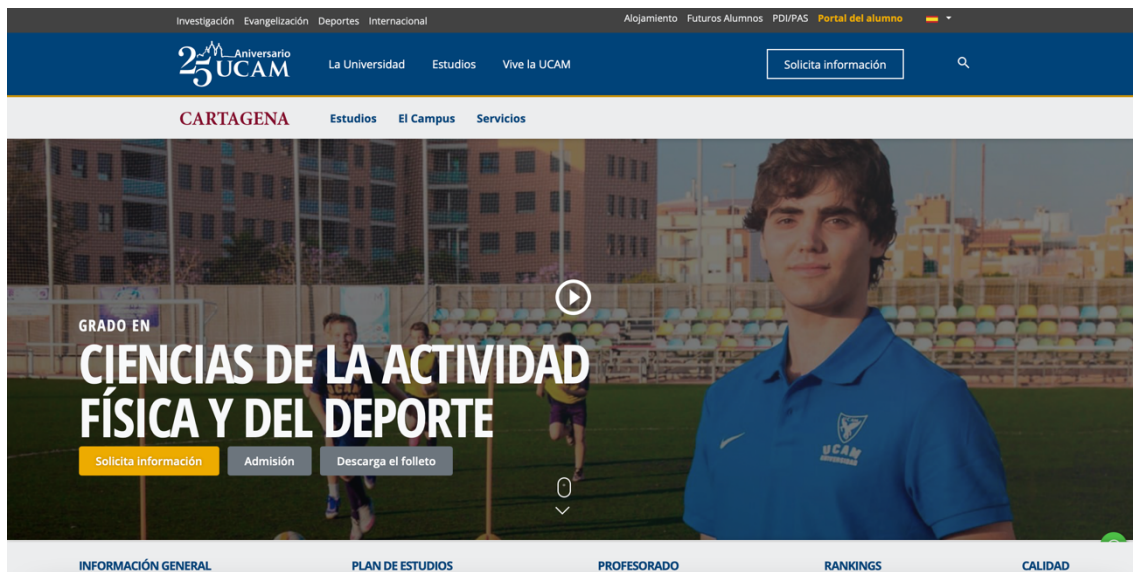 Investigación Evangelización Deportes Internacional Alojamiento Futuros Alumnos PDI/PAS Portal del alumno
25 Aniversario
UCAM
La Universidad Estudios Vive la UCAM Solicita información
CARTAGENA Estudios El Campus Servicios
GRADO EN
CIENCIAS DE LA ACTIVIDAD
FÍSICA Y DEL DEPORTE
UCAM
UNIVERSIDAD
Solicita información Admisión Descarga el folleto
INFORMACIÓN GENERAL PLAN DE ESTUDIOS PROFESORADO RANKINGS CALIDAD